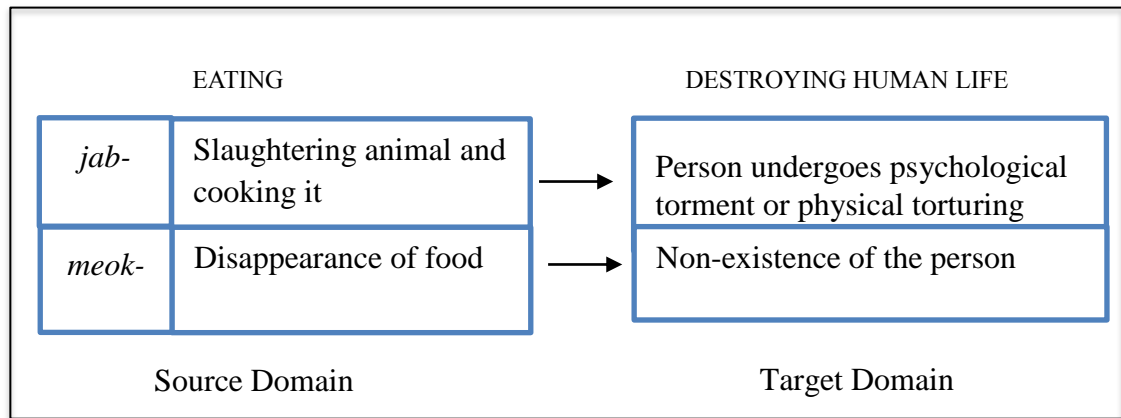 EATING
DESTROYING HUMAN LIFE
jab-
Slaughtering animal and
cooking it
Person undergoes psychological
torment or physical torturing
meok-
Disappearance of food
Non-existence of the person
Source Domain
Target Domain